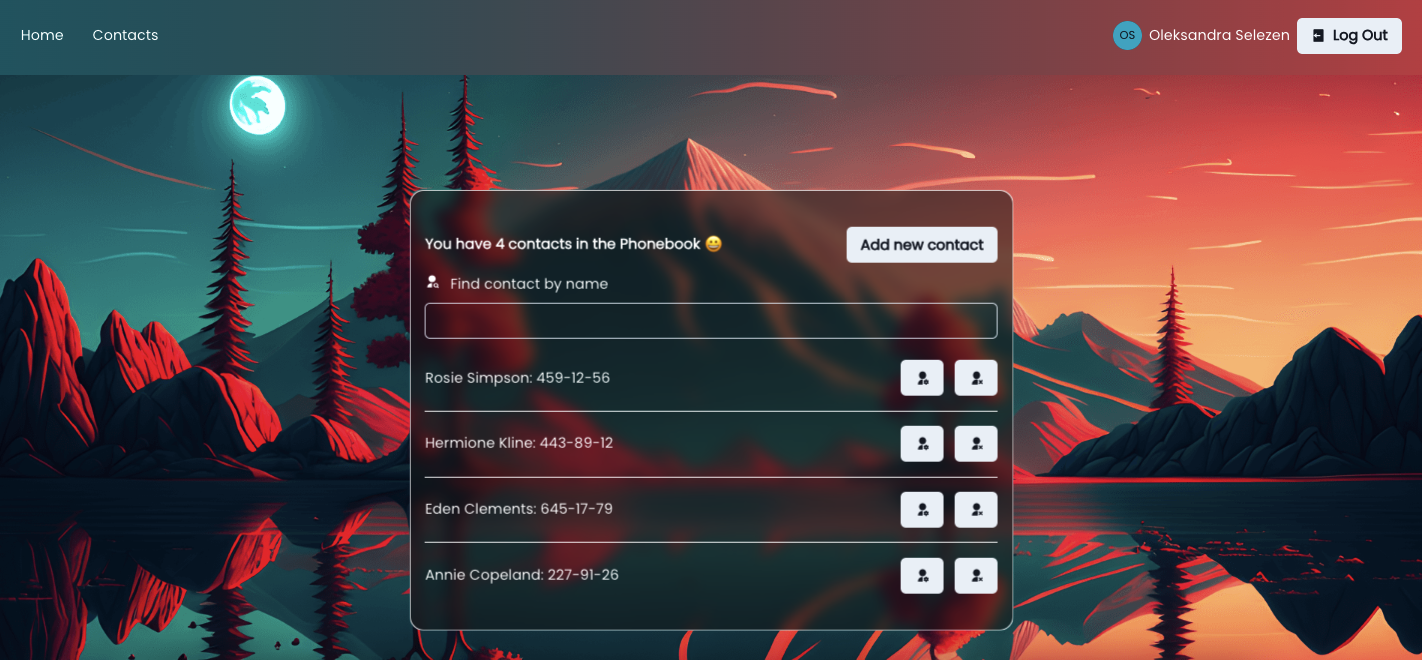 Home Contacts OS Oleksandra Selezen Log Out
You have 4 contacts in the Phonebook 😀 Add new contact
Find contact by name
Rosie Simpson: 459-12-56
Hermione Kline: 443-89-12
Eden Clements: 645-17-79
Annie Copeland: 227-91-26